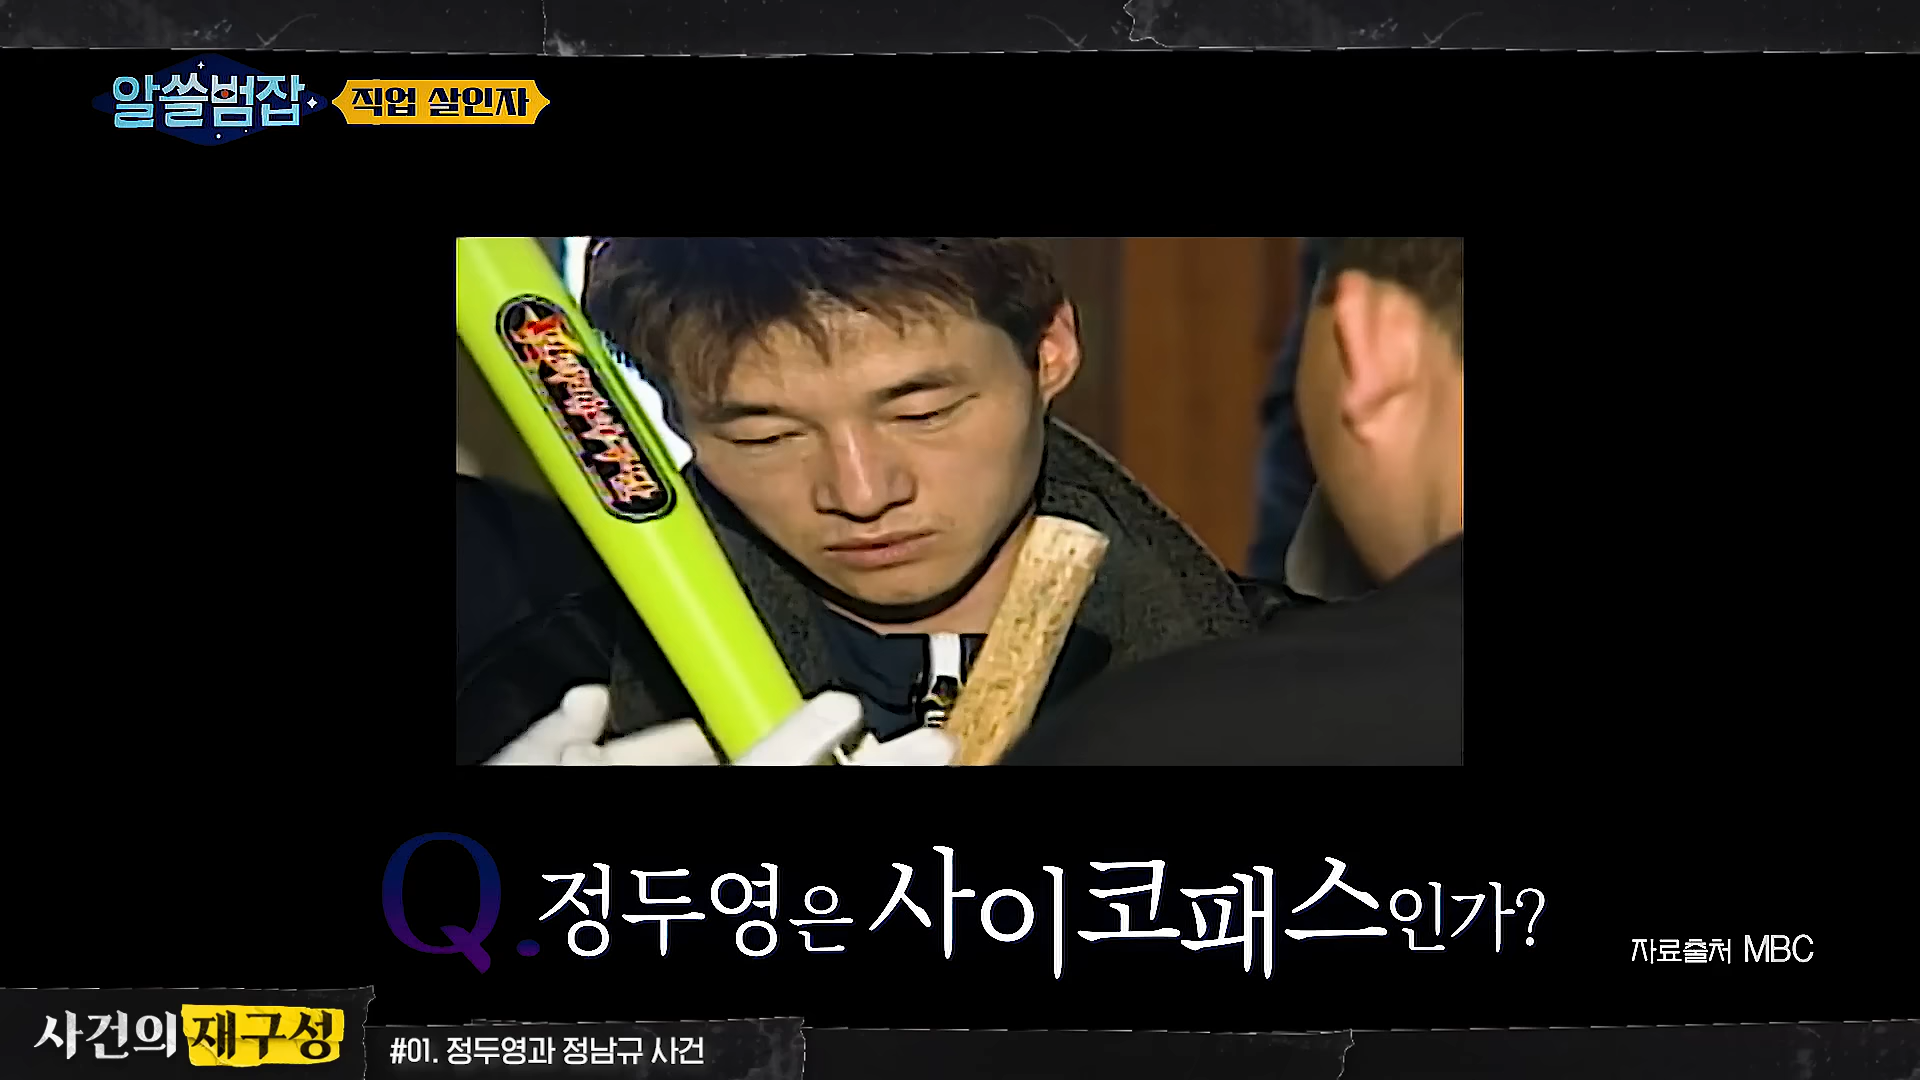 알쓸범잡 직업 살인자
Q. 정두영은 사이코패스인가?
자료출처 MBC
사건의 재구성
#01. 정두영과 정남규 사건